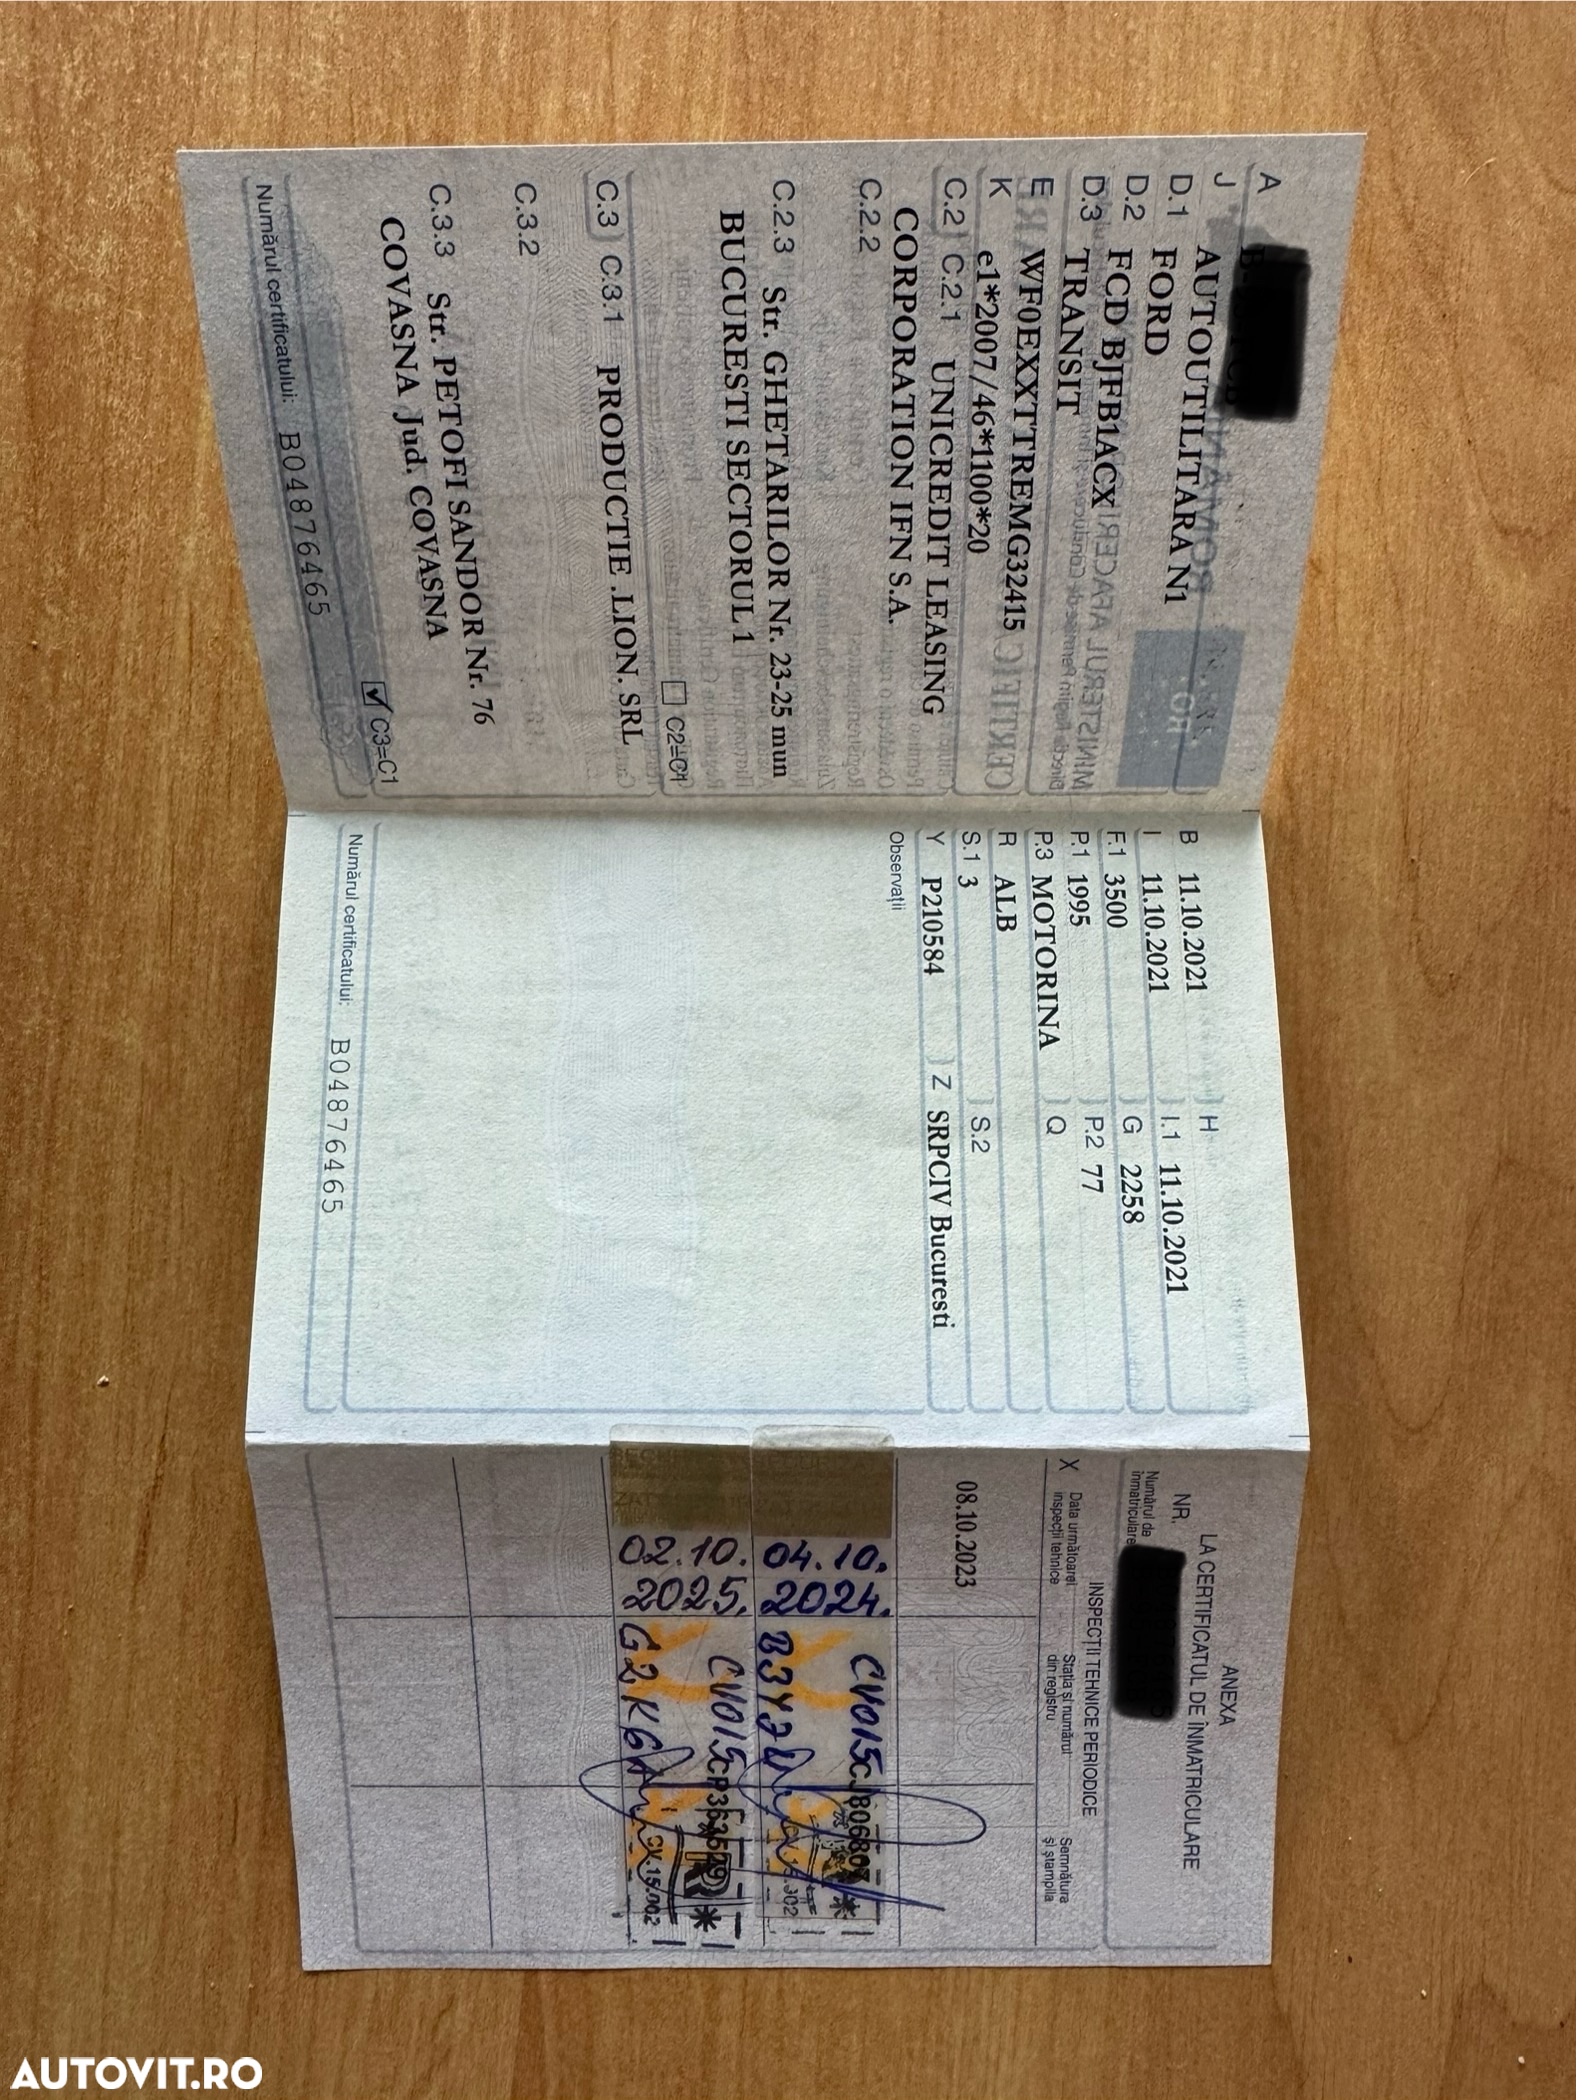 A
J AUTOUTILITARA N1
D.1 FORD
D.2 FCD BJFB1ACX
D.3 TRANSIT
E WF0EXXTTREMG32415
K e1*2007/46*1100*20
C.2 C.2.1 UNICREDIT LEASING
CORPORATION IFN S.A.
C.2.2
C.2.3 Str. GHETARILOR Nr. 23-25 mun
BUCURESTI SECTORUL 1
C2=C1
C.3 C.3.1 PRODUCTIE .LION. SRL
C.3.2
C.3.3 Str. PETOFI SANDOR Nr. 76
COVASNA Jud. COVASNA
C3=C1
Numărul certificatului: B04876465
B 11.10.2021 H
I 11.10.2021 I.1 11.10.2021
F.1 3500 G 2258
P.1 1995 P.2 77
P.3 MOTORINA Q
R ALB
S.1 3 S.2
Y P210584 Z SRPCIV Bucuresti
Observații
Numărul certificatului: B04876465
ANEXA
LA CERTIFICATUL DE ÎNMATRICULARE
NR.
Numărul de
înmatriculare
INSPECȚII TEHNICE PERIODICE
X Data următoarei
inspecții tehnice
Stația și numărul
din registru
Semnătura
și ștampila
08.10.2023
04.10.
2024.
CV015
02.10.
2025.
CV015
CP363529
CV.15.002
AUTOVIT.RO